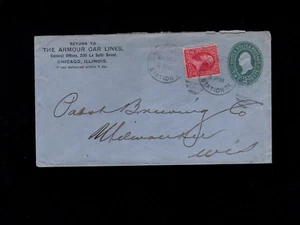 RETURN TO
THE ARMOUR CAR LINES,
General Offices, 205 La Salle Street,
CHICAGO, ILLINOIS.
If not delivered within 5 days.
STATION
Pabst Brewing Co
Milwaukee
Wis